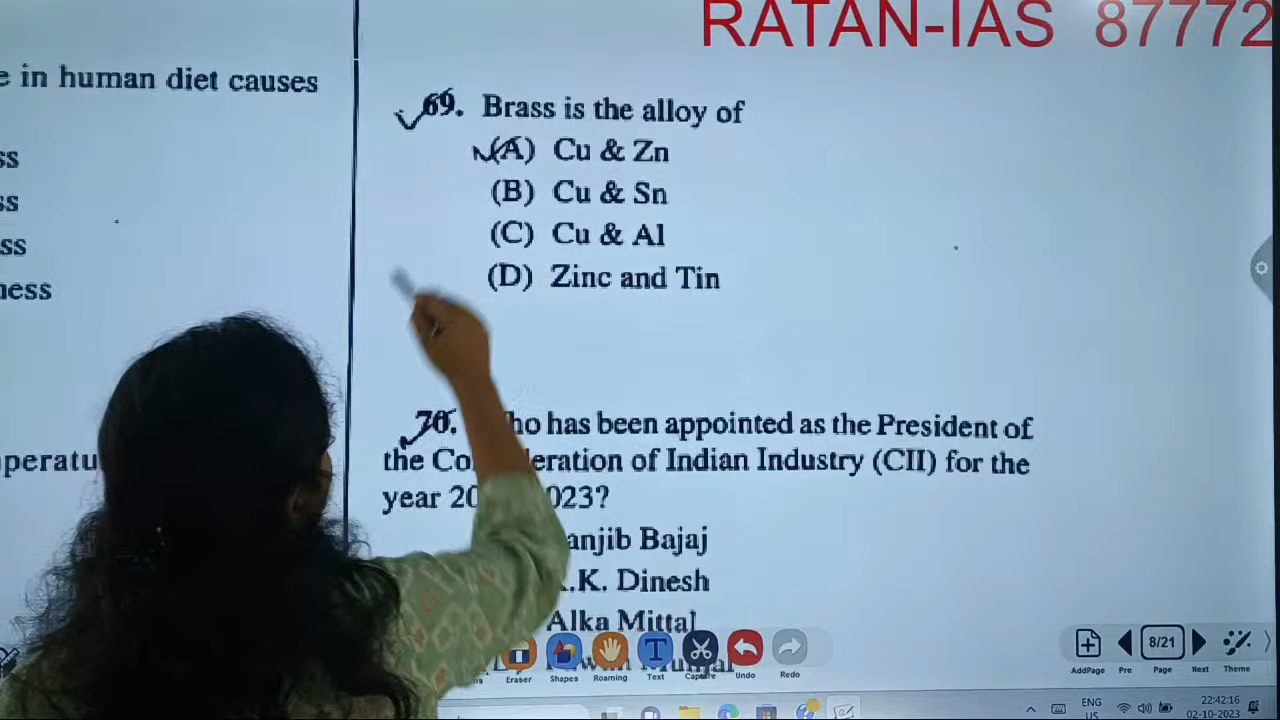 RATAN-IAS 87772
e in human diet causes
ss
ss
ss
ness
69. Brass is the alloy of
(A) Cu & Zn
(B) Cu & Sn
(C) Cu & Al
(D) Zinc and Tin
70. ho has been appointed as the President of
the Co eration of Indian Industry (CII) for the
year 20 023?
anjib Bajaj
.K. Dinesh
Alka Mittal
peratu
Eraser Shapes Roaming Text Capture Undo Redo
AddPage Pre 8/21 Page Next Theme
ENG
US
22:42:16
02-10-2023